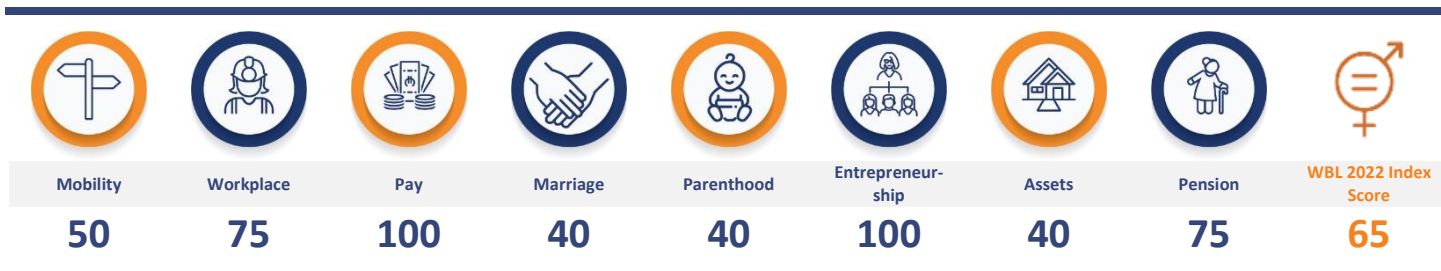 Mobility
Workplace
Pay
Marriage
Parenthood
Entrepreneur-
ship
Assets
Pension
WBL 2022 Index
Score
50
75
100
40
40
100
40
75
65